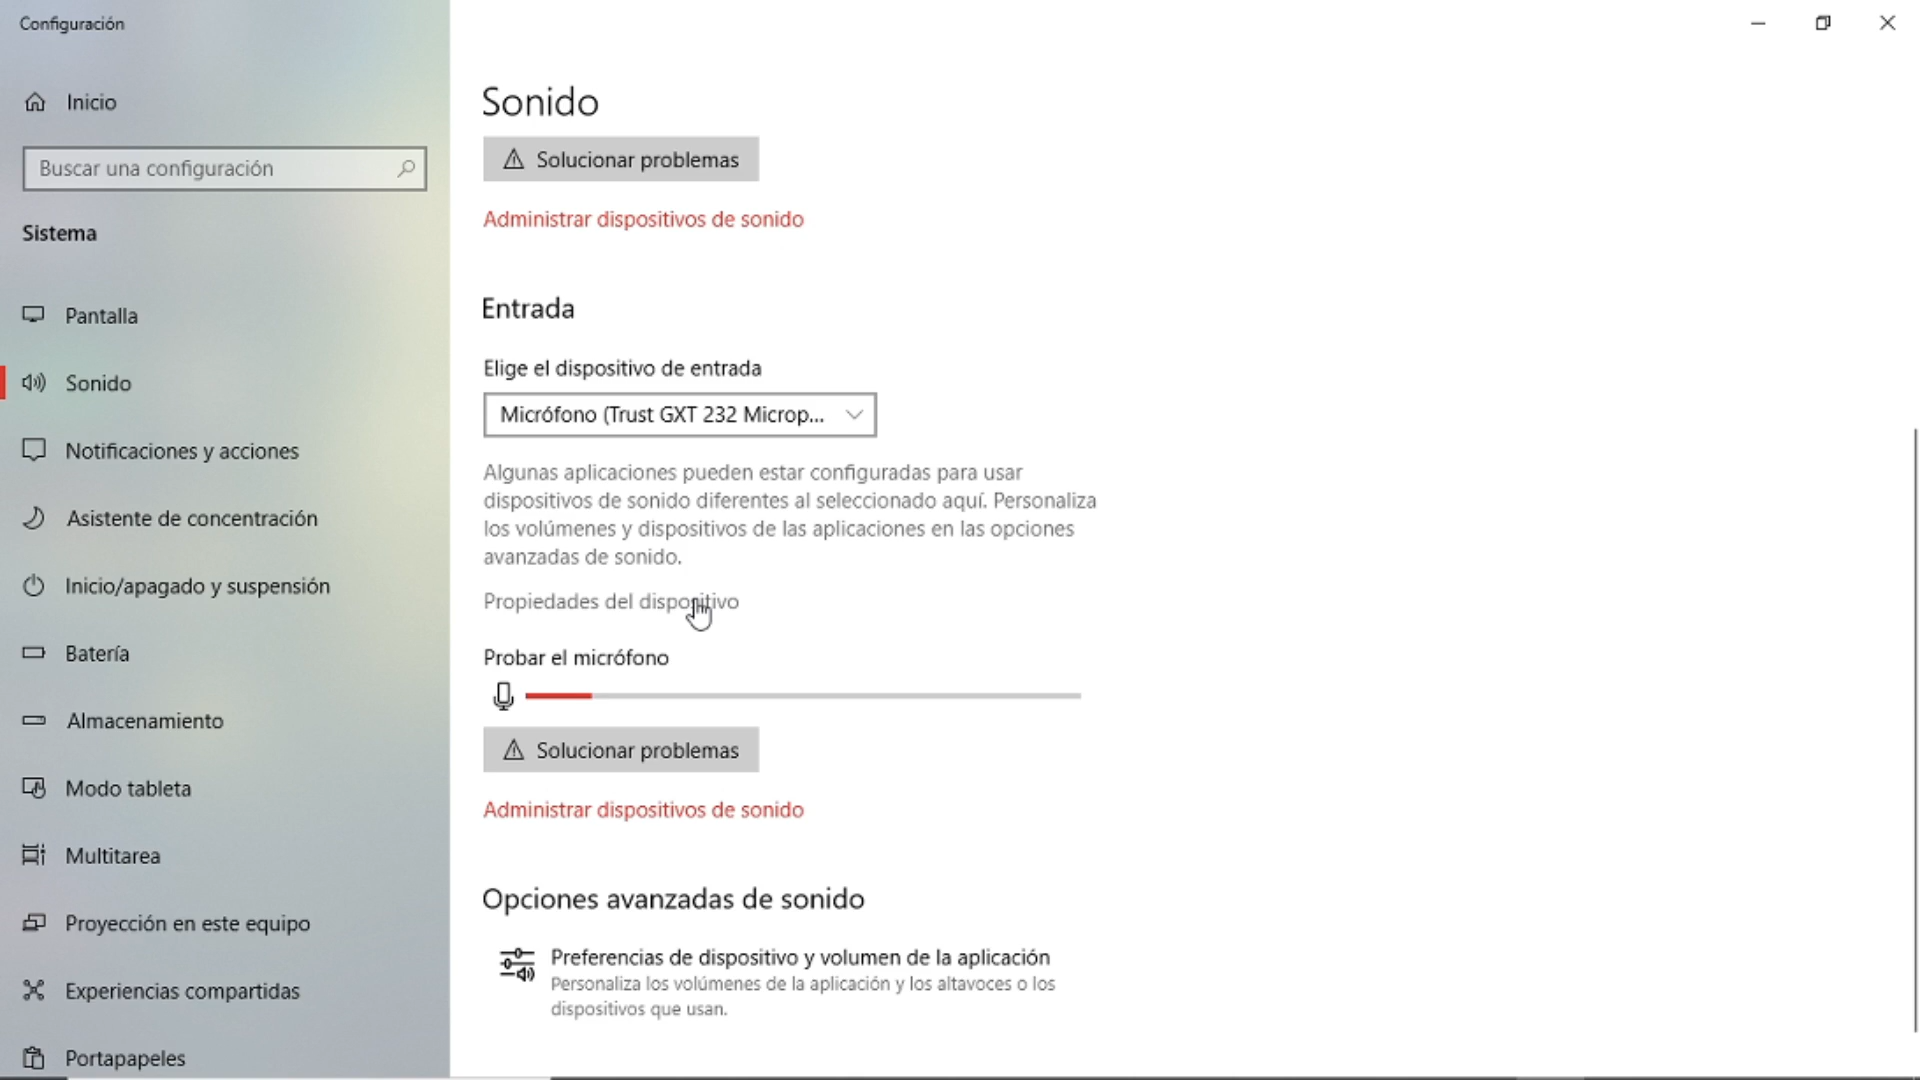 Configuración
Inicio
Buscar una configuración
Sistema
Pantalla
Sonido
Notificaciones y acciones
Asistente de concentración
Inicio/apagado y suspensión
Batería
Almacenamiento
Modo tableta
Multitarea
Proyección en este equipo
Experiencias compartidas
Portapapeles
Sonido
Solucionar problemas
Administrar dispositivos de sonido
Entrada
Elige el dispositivo de entrada
Micrófono (Trust GXT 232 Microp...
Algunas aplicaciones pueden estar configuradas para usar
dispositivos de sonido diferentes al seleccionado aquí. Personaliza
los volúmenes y dispositivos de las aplicaciones en las opciones
avanzadas de sonido.
Propiedades del dispositivo
Probar el micrófono
Solucionar problemas
Administrar dispositivos de sonido
Opciones avanzadas de sonido
Preferencias de dispositivo y volumen de la aplicación
Personaliza los volúmenes de la aplicación y los altavoces o los
dispositivos que usan.